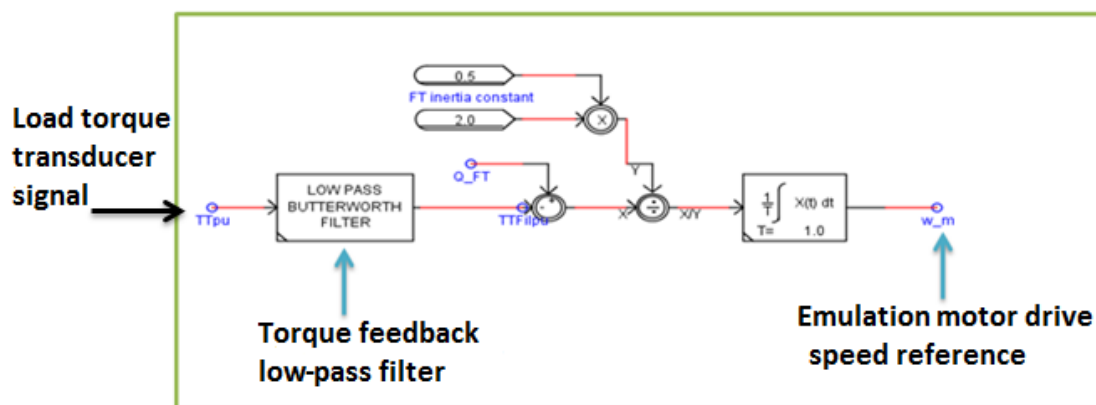 0.5
FT inertia constant
2.0
X
Load torque
transducer
signal
Q_FT
Y
LOW PASS
BUTTERWORTH
FILTER
TTpu
- +
TTFilpu
X
÷
X/Y
1/T ∫ X(t) dt
T= 1.0
w_m
Torque feedback
low-pass filter
Emulation motor drive
speed reference